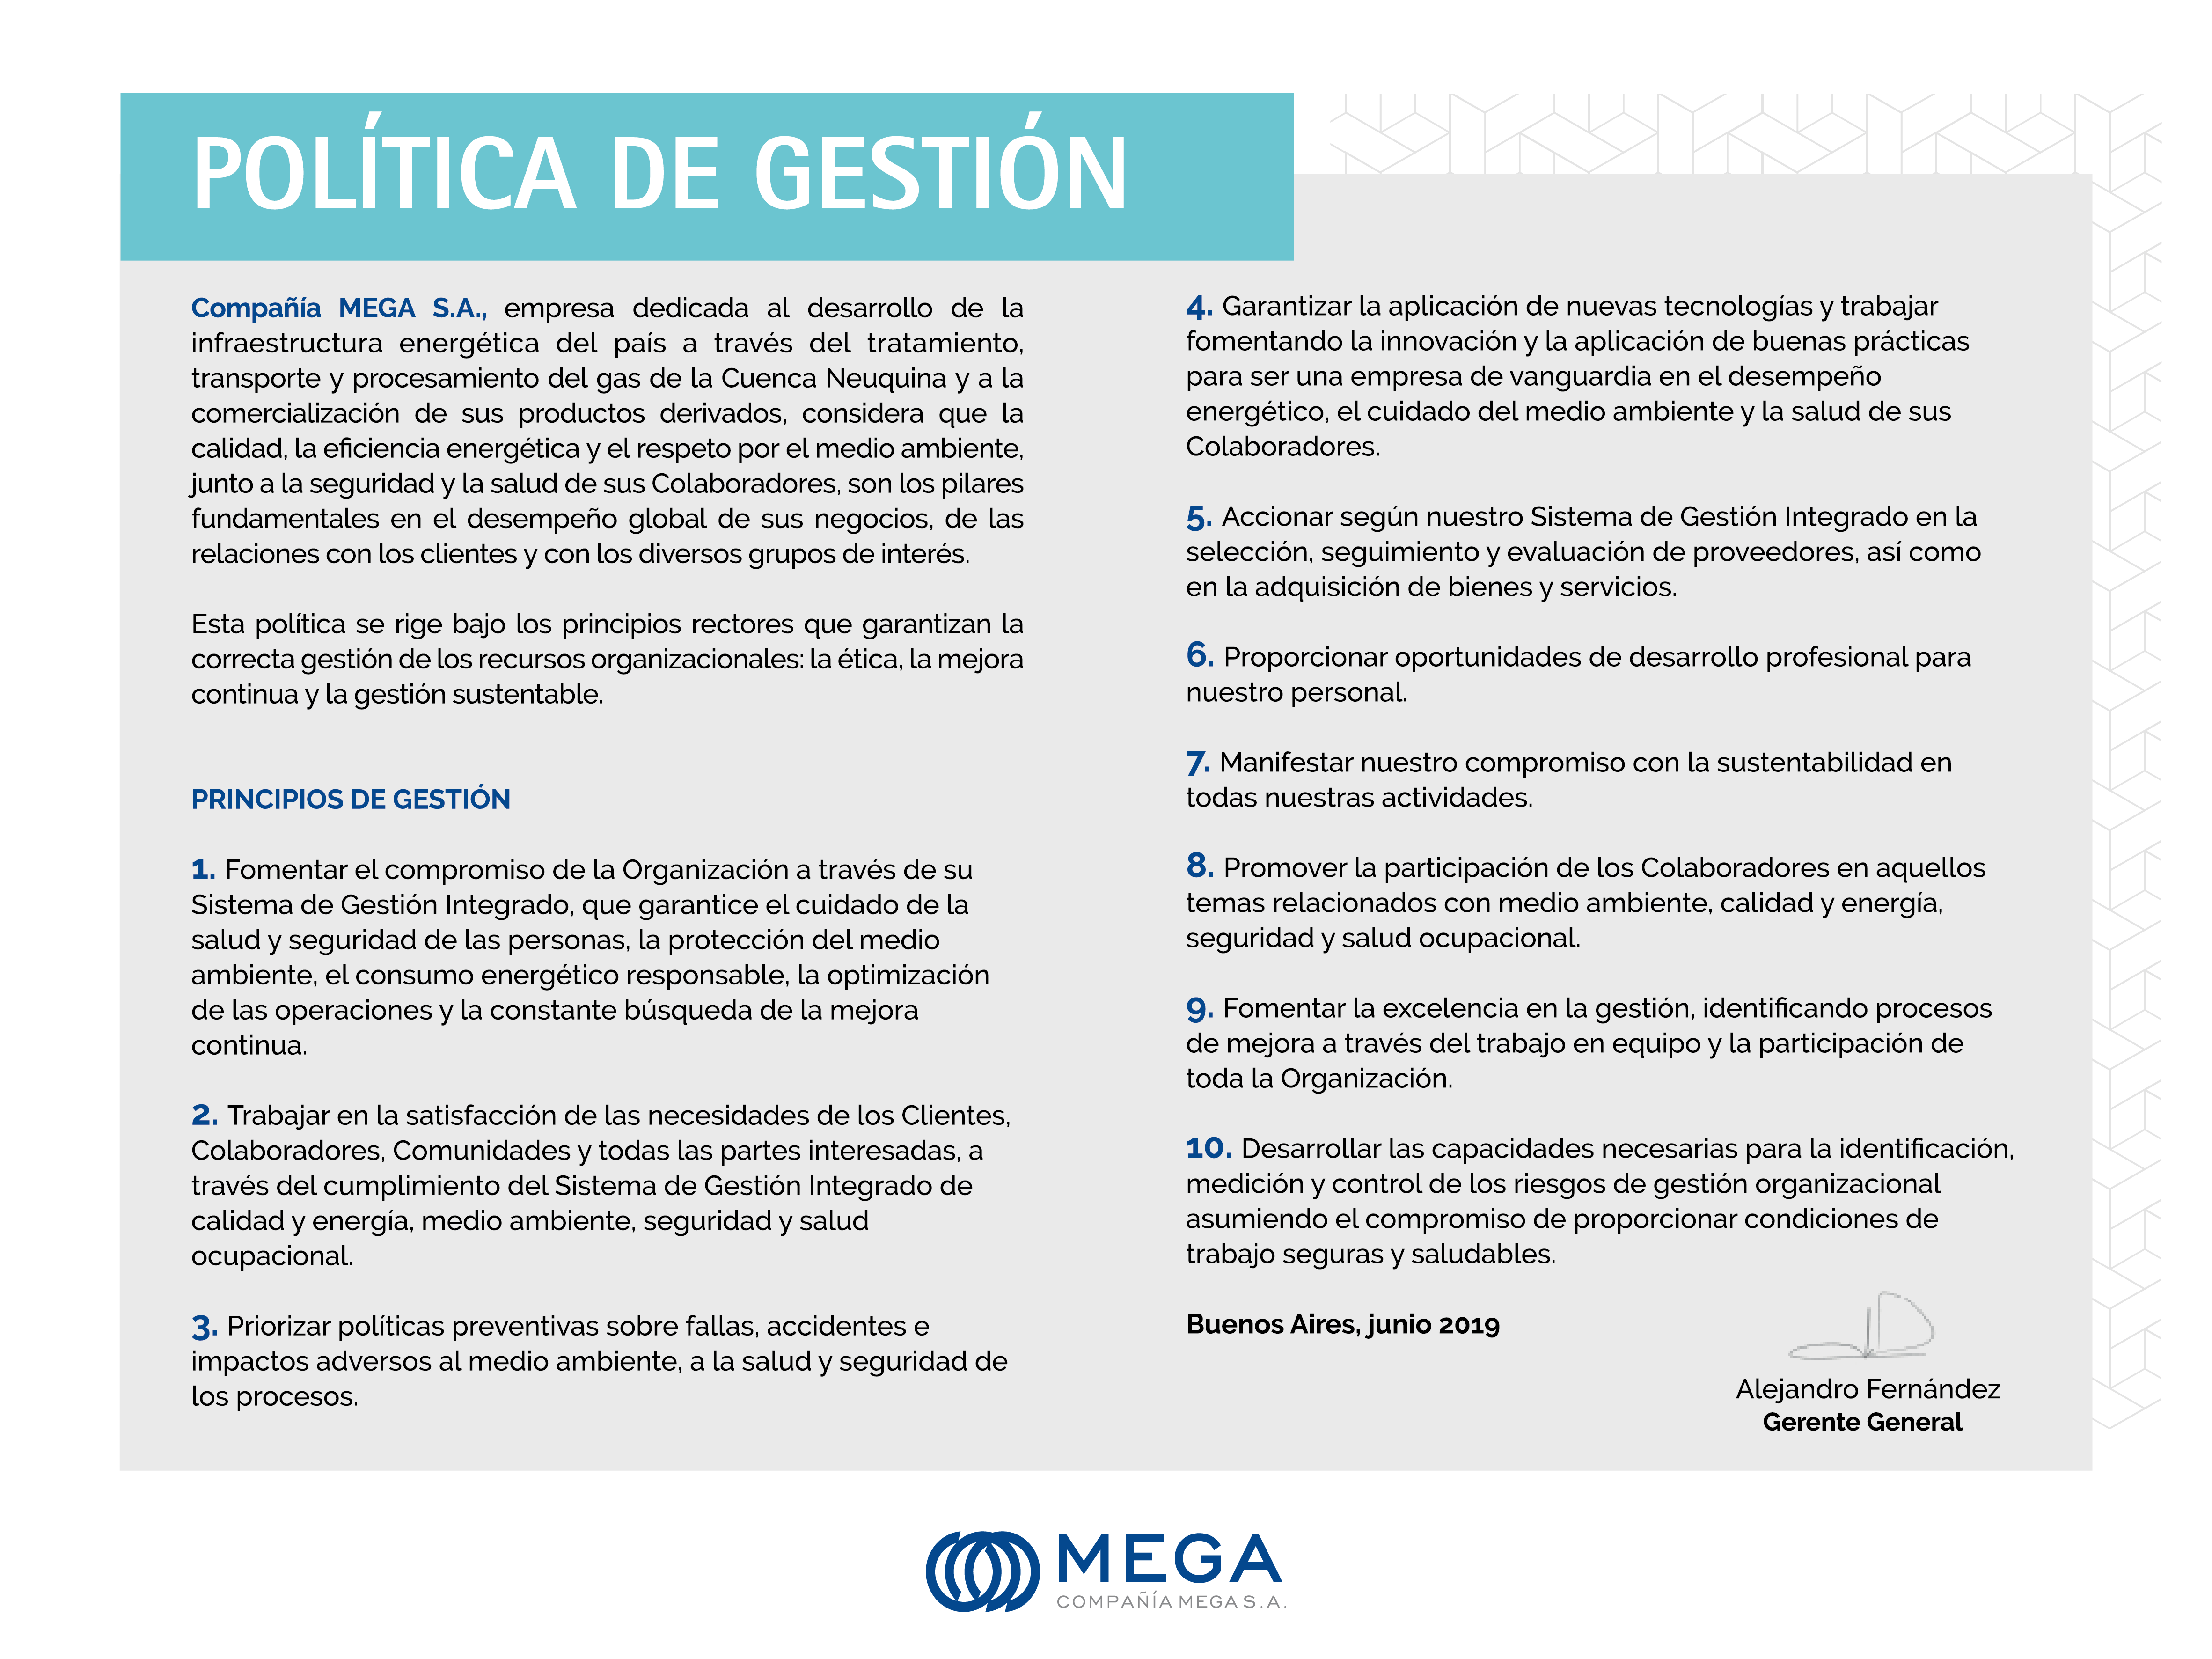 POLÍTICA DE GESTIÓN
Compañía MEGA S.A., empresa dedicada al desarrollo de la
infraestructura energética del país a través del tratamiento,
transporte y procesamiento del gas de la Cuenca Neuquina y a la
comercialización de sus productos derivados, considera que la
calidad, la eficiencia energética y el respeto por el medio ambiente,
junto a la seguridad y la salud de sus Colaboradores, son los pilares
fundamentales en el desempeño global de sus negocios, de las
relaciones con los clientes y con los diversos grupos de interés.
Esta política se rige bajo los principios rectores que garantizan la
correcta gestión de los recursos organizacionales: la ética, la mejora
continua y la gestión sustentable.
PRINCIPIOS DE GESTIÓN
1. Fomentar el compromiso de la Organización a través de su
Sistema de Gestión Integrado, que garantice el cuidado de la
salud y seguridad de las personas, la protección del medio
ambiente, el consumo energético responsable, la optimización
de las operaciones y la constante búsqueda de la mejora
continua.
2. Trabajar en la satisfacción de las necesidades de los Clientes,
Colaboradores, Comunidades y todas las partes interesadas, a
través del cumplimiento del Sistema de Gestión Integrado de
calidad y energía, medio ambiente, seguridad y salud
ocupacional.
3. Priorizar políticas preventivas sobre fallas, accidentes e
impactos adversos al medio ambiente, a la salud y seguridad de
los procesos.
4. Garantizar la aplicación de nuevas tecnologías y trabajar
fomentando la innovación y la aplicación de buenas prácticas
para ser una empresa de vanguardia en el desempeño
energético, el cuidado del medio ambiente y la salud de sus
Colaboradores.
5. Accionar según nuestro Sistema de Gestión Integrado en la
selección, seguimiento y evaluación de proveedores, así como
en la adquisición de bienes y servicios.
6. Proporcionar oportunidades de desarrollo profesional para
nuestro personal.
7. Manifestar nuestro compromiso con la sustentabilidad en
todas nuestras actividades.
8. Promover la participación de los Colaboradores en aquellos
temas relacionados con medio ambiente, calidad y energía,
seguridad y salud ocupacional.
9. Fomentar la excelencia en la gestión, identificando procesos
de mejora a través del trabajo en equipo y la participación de
toda la Organización.
10. Desarrollar las capacidades necesarias para la identificación,
medición y control de los riesgos de gestión organizacional
asumiendo el compromiso de proporcionar condiciones de
trabajo seguras y saludables.
Buenos Aires, junio 2019
Alejandro Fernández
Gerente General
MEGA
COMPAÑÍA MEGA S.A.